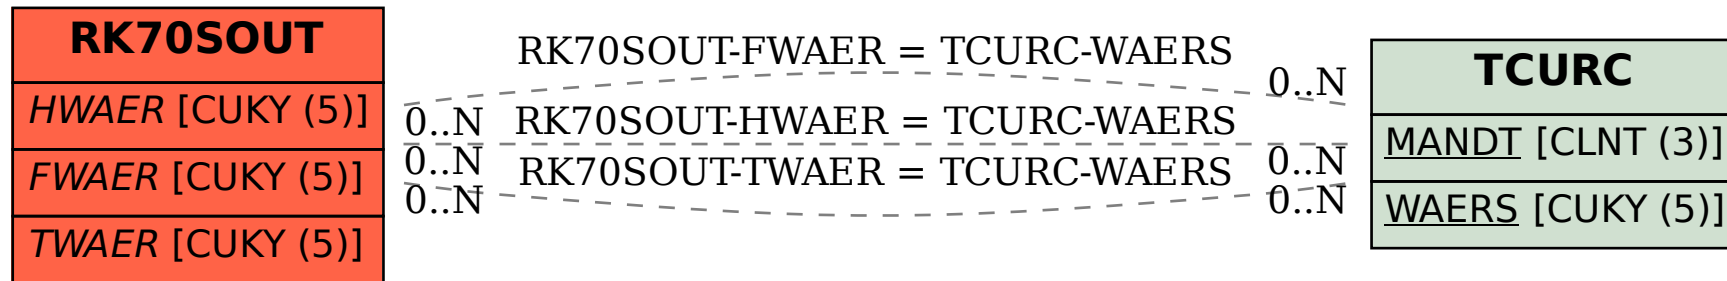 RK70SOUT
HWAER [CUKY (5)]
FWAER [CUKY (5)]
TWAER [CUKY (5)]
RK70SOUT-FWAER = TCURC-WAERS
0..N
0..N
RK70SOUT-HWAER = TCURC-WAERS
0..N
0..N
RK70SOUT-TWAER = TCURC-WAERS
0..N
0..N
TCURC
MANDT [CLNT (3)]
WAERS [CUKY (5)]